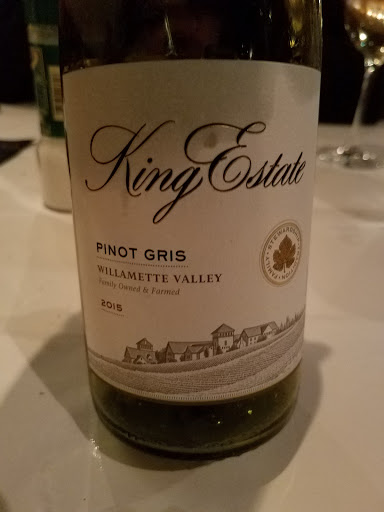 King Estate
PINOT GRIS
WILLAMETTE VALLEY
Family Owned & Farmed
2015